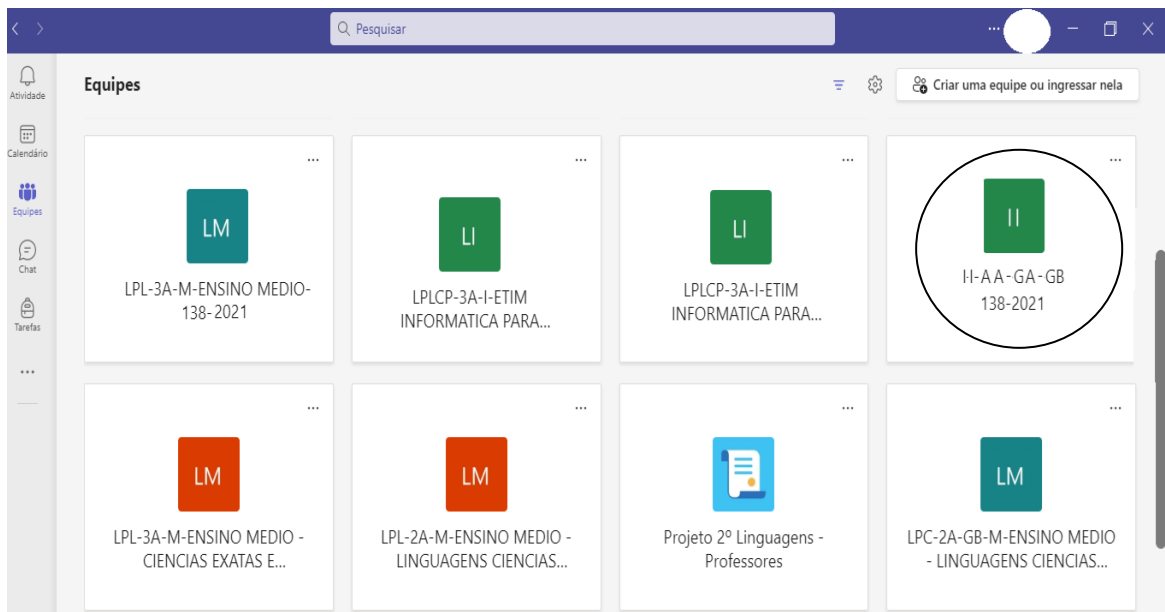 Pesquisar
...
Atividade
Calendário
Equipes
Chat
Tarefas
...
Equipes
Criar uma equipe ou ingressar nela
...
LM
LPL-3A-M-ENSINO MEDIO-
138-2021
...
LI
LPLCP-3A-I-ETIM
INFORMATICA PARA...
...
LI
LPLCP-3A-I-ETIM
INFORMATICA PARA...
...
I I
I-I-A A - GA - GB
138-2021
...
LM
LPL-3A-M-ENSINO MEDIO -
CIENCIAS EXATAS E...
...
LM
LPL-2A-M-ENSINO MEDIO -
LINGUAGENS CIENCIAS...
...
Projeto 2º Linguagens -
Professores
...
LM
LPC-2A-GB-M-ENSINO MEDIO
- LINGUAGENS CIENCIAS...